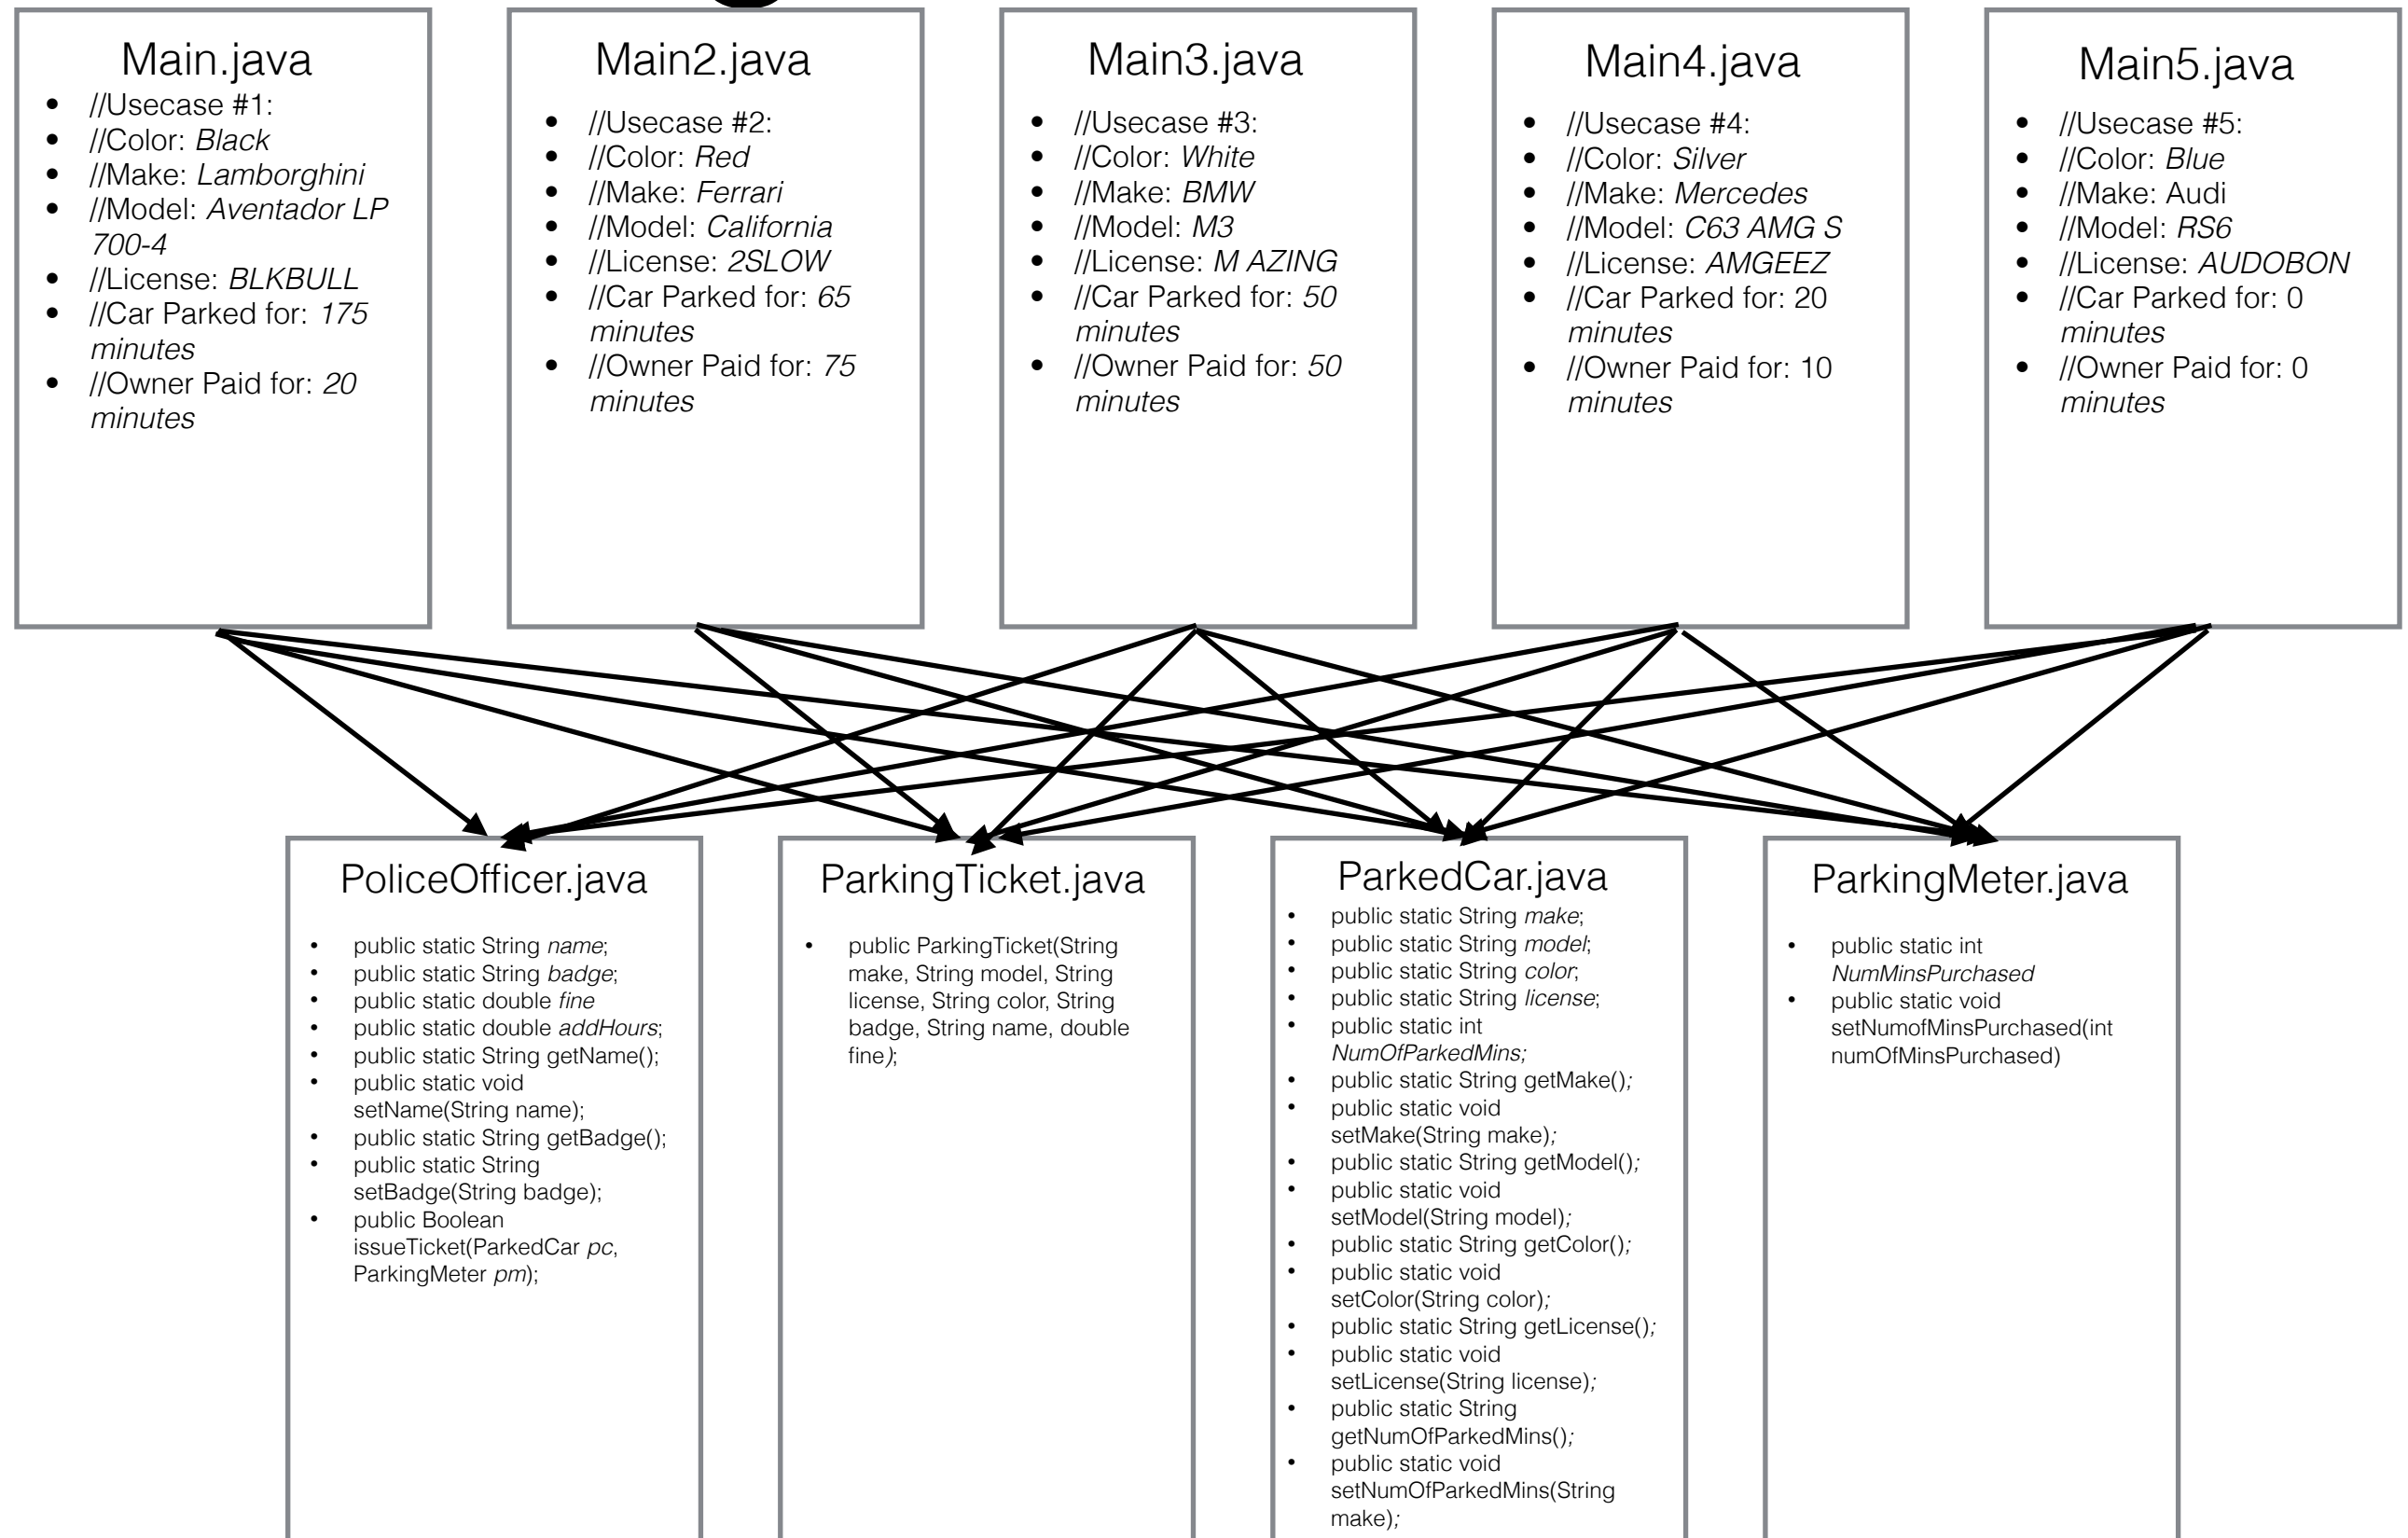 Main.java
• //Usecase #1:
• //Color: Black
• //Make: Lamborghini
• //Model: Aventador LP
700-4
• //License: BLKBULL
• //Car Parked for: 175
minutes
• //Owner Paid for: 20
minutes
Main2.java
• //Usecase #2:
• //Color: Red
• //Make: Ferrari
• //Model: California
• //License: 2SLOW
• //Car Parked for: 65
minutes
• //Owner Paid for: 75
minutes
Main3.java
• //Usecase #3:
• //Color: White
• //Make: BMW
• //Model: M3
• //License: M AZING
• //Car Parked for: 50
minutes
• //Owner Paid for: 50
minutes
Main4.java
• //Usecase #4:
• //Color: Silver
• //Make: Mercedes
• //Model: C63 AMG S
• //License: AMGEEZ
• //Car Parked for: 20
minutes
• //Owner Paid for: 10
minutes
Main5.java
• //Usecase #5:
• //Color: Blue
• //Make: Audi
• //Model: RS6
• //License: AUDOBON
• //Car Parked for: 0
minutes
• //Owner Paid for: 0
minutes
PoliceOfficer.java
• public static String name;
• public static String badge;
• public static double fine
• public static double addHours;
• public static String getName();
• public static void
setName(String name);
• public static String getBadge();
• public static String
setBadge(String badge);
• public Boolean
issueTicket(ParkedCar pc,
ParkingMeter pm);
ParkingTicket.java
• public ParkingTicket(String
make, String model, String
license, String color, String
badge, String name, double
fine);
ParkedCar.java
• public static String make;
• public static String model;
• public static String color;
• public static String license;
• public static int
NumOfParkedMins;
• public static String getMake();
• public static void
setMake(String make);
• public static String getModel();
• public static void
setModel(String model);
• public static String getColor();
• public static void
setColor(String color);
• public static String getLicense();
• public static void
setLicense(String license);
• public static String
getNumOfParkedMins();
• public static void
setNumOfParkedMins(String
make);
ParkingMeter.java
• public static int
NumMinsPurchased
• public static void
setNumofMinsPurchased(int
numOfMinsPurchased)